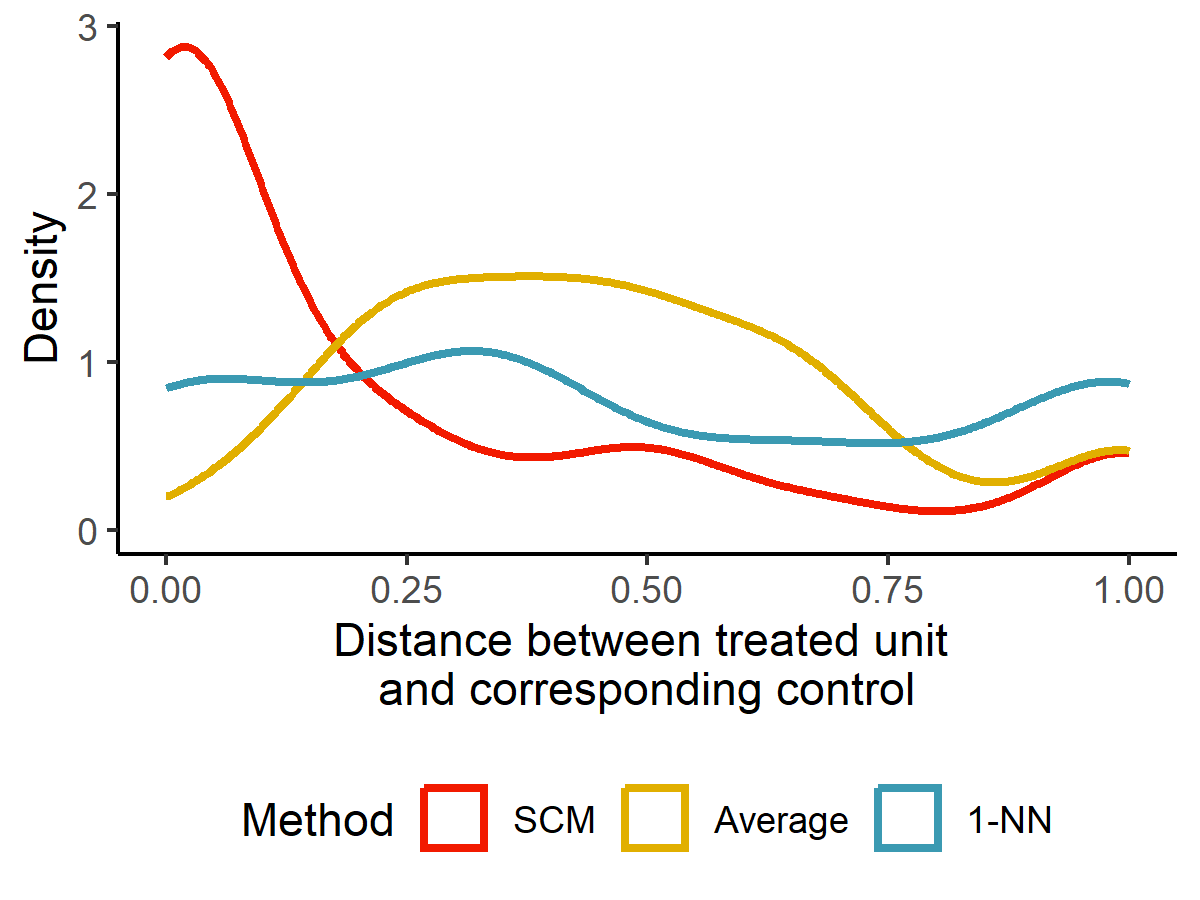 3
2
1
0
Density
0.00 0.25 0.50 0.75 1.00
Distance between treated unit
and corresponding control
Method SCM Average 1-NN